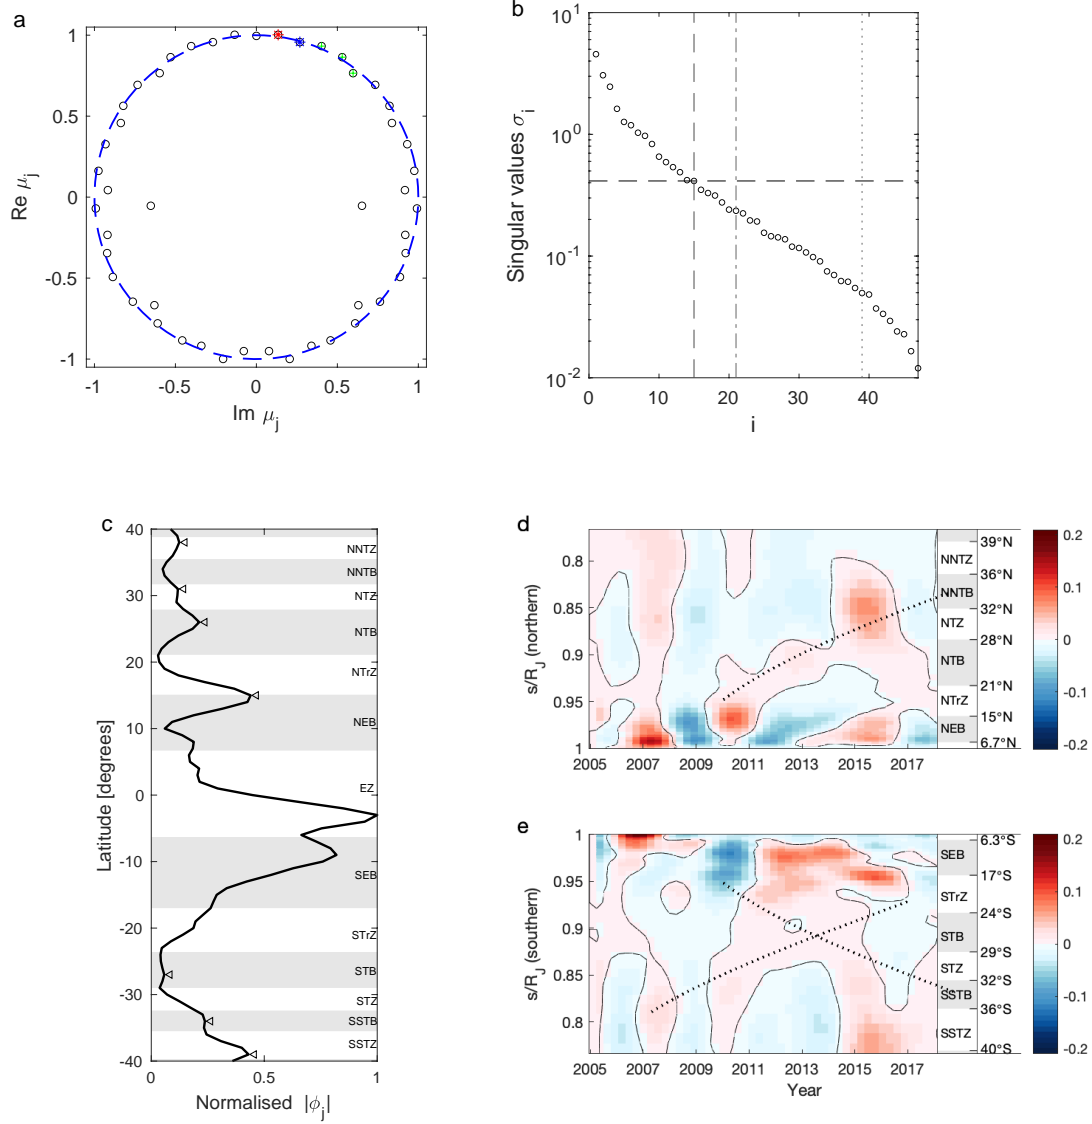 a
1
0.5
0
-0.5
-1
Re μj
-1
-0.5
0
0.5
1
Im μj
b
10^1
10^0
10^-1
10^-2
Singular values σi
0
10
20
30
40
i
c
40
30
20
10
0
-10
-20
-30
-40
Latitude [degrees]
NNTZ
NNTB
NTZ
NTB
NTrZ
NEB
EZ
SEB
STrZ
STB
STZ
SSTB
SSTZ
0
0.5
1
Normalised |ϕj|
d
0.8
0.85
0.9
0.95
1
s/RJ (northern)
2005
2007
2009
2011
2013
2015
2017
NNTZ
NNTB
NTZ
NTB
NTrZ
NEB
39°N
36°N
32°N
28°N
21°N
15°N
6.7°N
0.2
0.1
0
-0.1
-0.2
e
1
0.95
0.9
0.85
0.8
s/RJ (southern)
2005
2007
2009
2011
2013
2015
2017
Year
SEB
STrZ
STB
STZ
SSTB
SSTZ
6.3°S
17°S
24°S
29°S
32°S
36°S
40°S
0.2
0.1
0
-0.1
-0.2